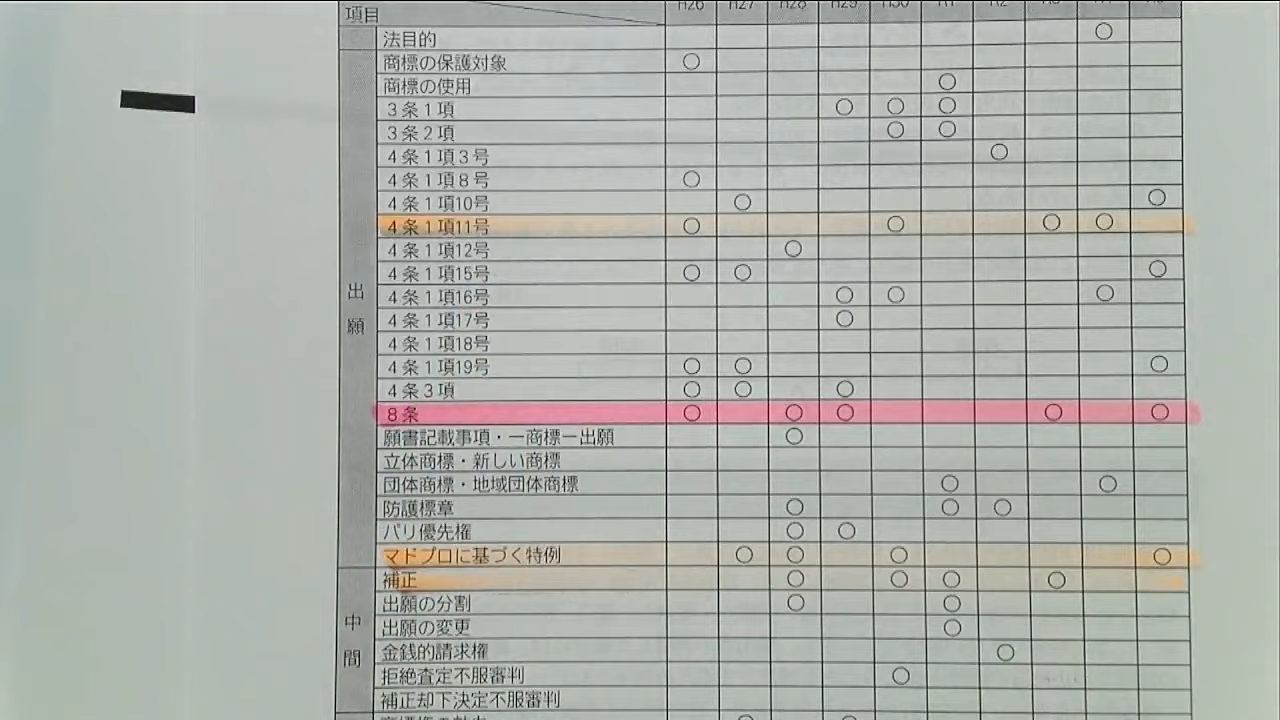 項目 H26 H27 H28 H29 H30 R1 R2
法目的 ○
商標の保護対象 ○
商標の使用 ○
3条1項 ○ ○ ○
3条2項 ○ ○
4条1項3号 ○
4条1項8号 ○
4条1項10号 ○ ○
4条1項11号 ○ ○ ○ ○
4条1項12号 ○
4条1項15号 ○ ○ ○
4条1項16号 ○ ○ ○
4条1項17号 ○
4条1項18号
4条1項19号 ○ ○ ○
4条3項 ○ ○ ○
8条 ○ ○ ○ ○ ○
願書記載事項・一商標一出願 ○
立体商標・新しい商標
団体商標・地域団体商標 ○ ○
防護標章 ○ ○ ○
パリ優先権 ○ ○
マドプロに基づく特例 ○ ○ ○ ○
出願
補正 ○ ○ ○ ○
出願の分割 ○ ○
出願の変更 ○
金銭的請求権 ○
拒絶査定不服審判 ○
補正却下決定不服審判
中間